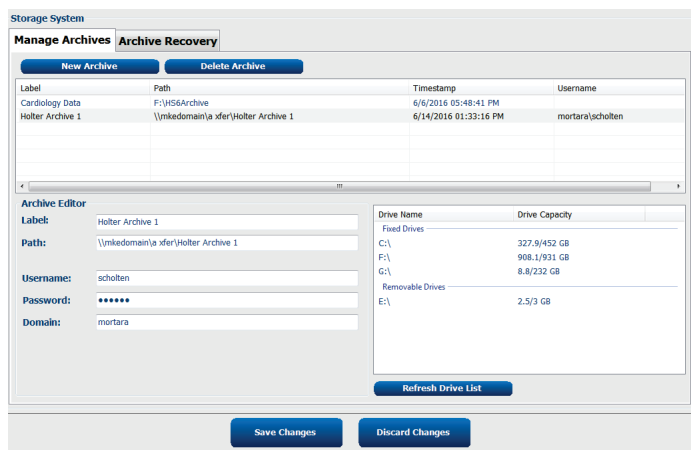 Storage System
Manage Archives Archive Recovery
New Archive Delete Archive
Label Path Timestamp Username
Cardiology Data F:\HS6Archive 6/6/2016 05:48:41 PM
Holter Archive 1 \\mkedomain\a xfer\Holter Archive 1 6/14/2016 01:33:16 PM mortara\scholten
Archive Editor
Label: Holter Archive 1
Path: \\mkedomain\a xfer\Holter Archive 1
Username: scholten
Password: ●●●●●●
Domain: mortara
Drive Name Drive Capacity
Fixed Drives
C:\ 327.9/452 GB
F:\ 908.1/931 GB
G:\ 8.8/232 GB
Removable Drives
E:\ 2.5/3 GB
Refresh Drive List
Save Changes Discard Changes